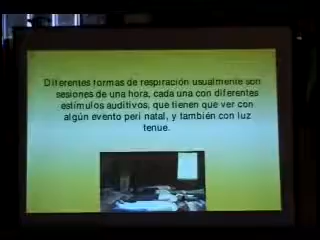 Diferentes formas de respiración usualmente son
sesiones de una hora, cada una con diferentes
estímulos auditivos, que tienen que ver con
algún evento peri natal, y también con luz
tenue.